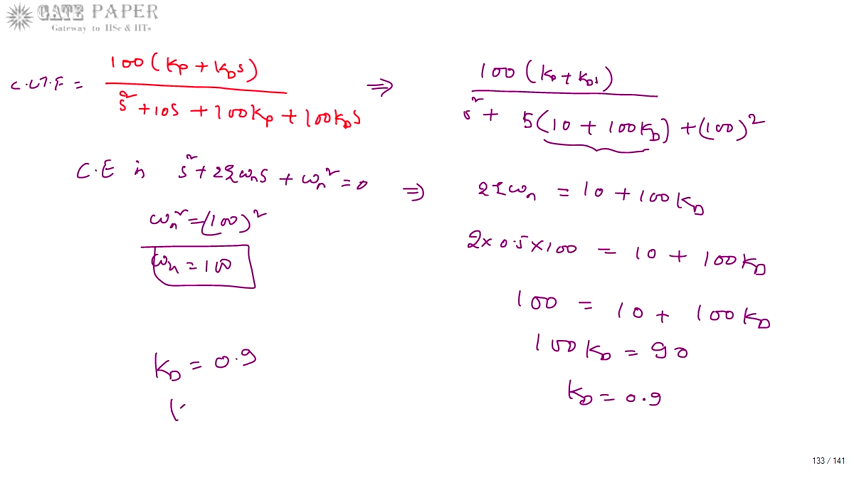 GATE PAPER
Gateway to IISc & IITs
C.L.T.F = 100(Kp + KDS) / s² + 10s + 100Kp + 100KDS ⇒ 100(Kp + KDS) / s² + S(10 + 100KD) + (100)²
C.E is s² + 2ξωnS + ωn² = 0 ⇒ 2ξωn = 10 + 100KD
ωn² = (100)²
2×0.5×100 = 10 + 100KD
ωn = 100
100 = 10 + 100KD
100KD = 90
KD = 0.9
KD = 0.9
133 / 141